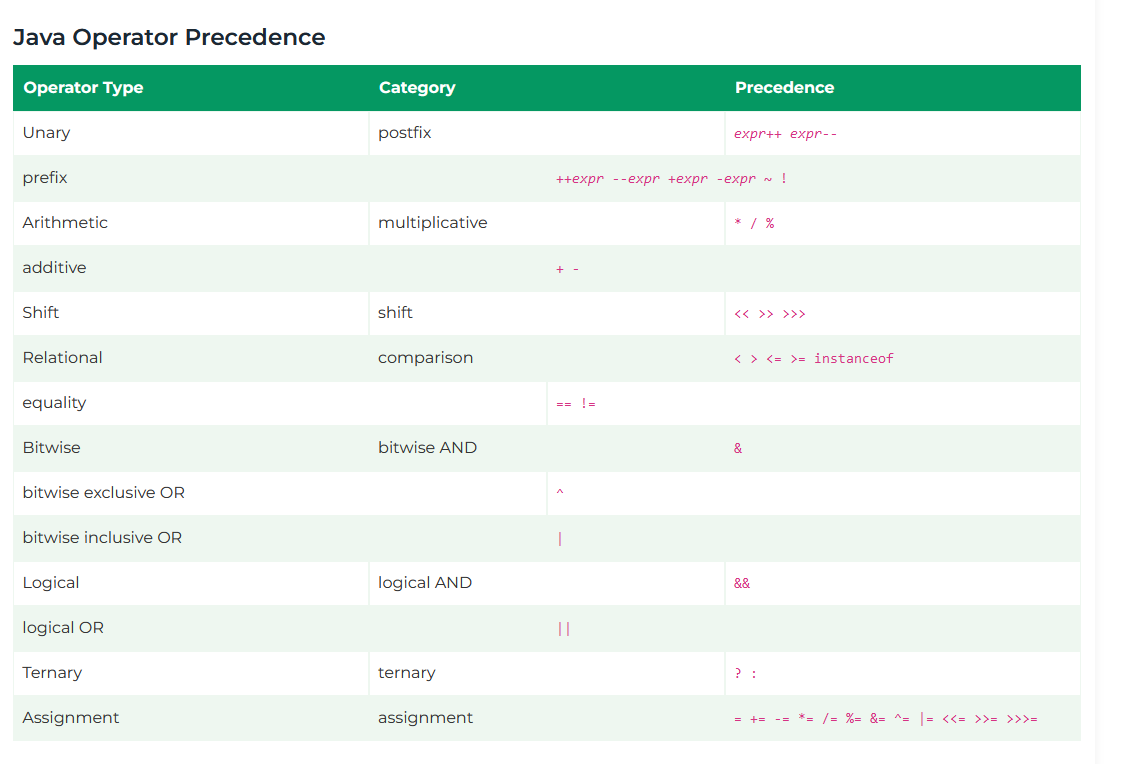 Java Operator Precedence
Operator Type Category Precedence
Unary postfix expr++ expr--
prefix ++expr --expr +expr -expr ~ !
Arithmetic multiplicative * / %
additive + -
Shift shift << >> >>>
Relational comparison < > <= >= instanceof
equality == !=
Bitwise bitwise AND &
bitwise exclusive OR ^
bitwise inclusive OR |
Logical logical AND &&
logical OR ||
Ternary ternary ? :
Assignment assignment = += -= *= /= %= &= ^= |= <<= >>= >>>=